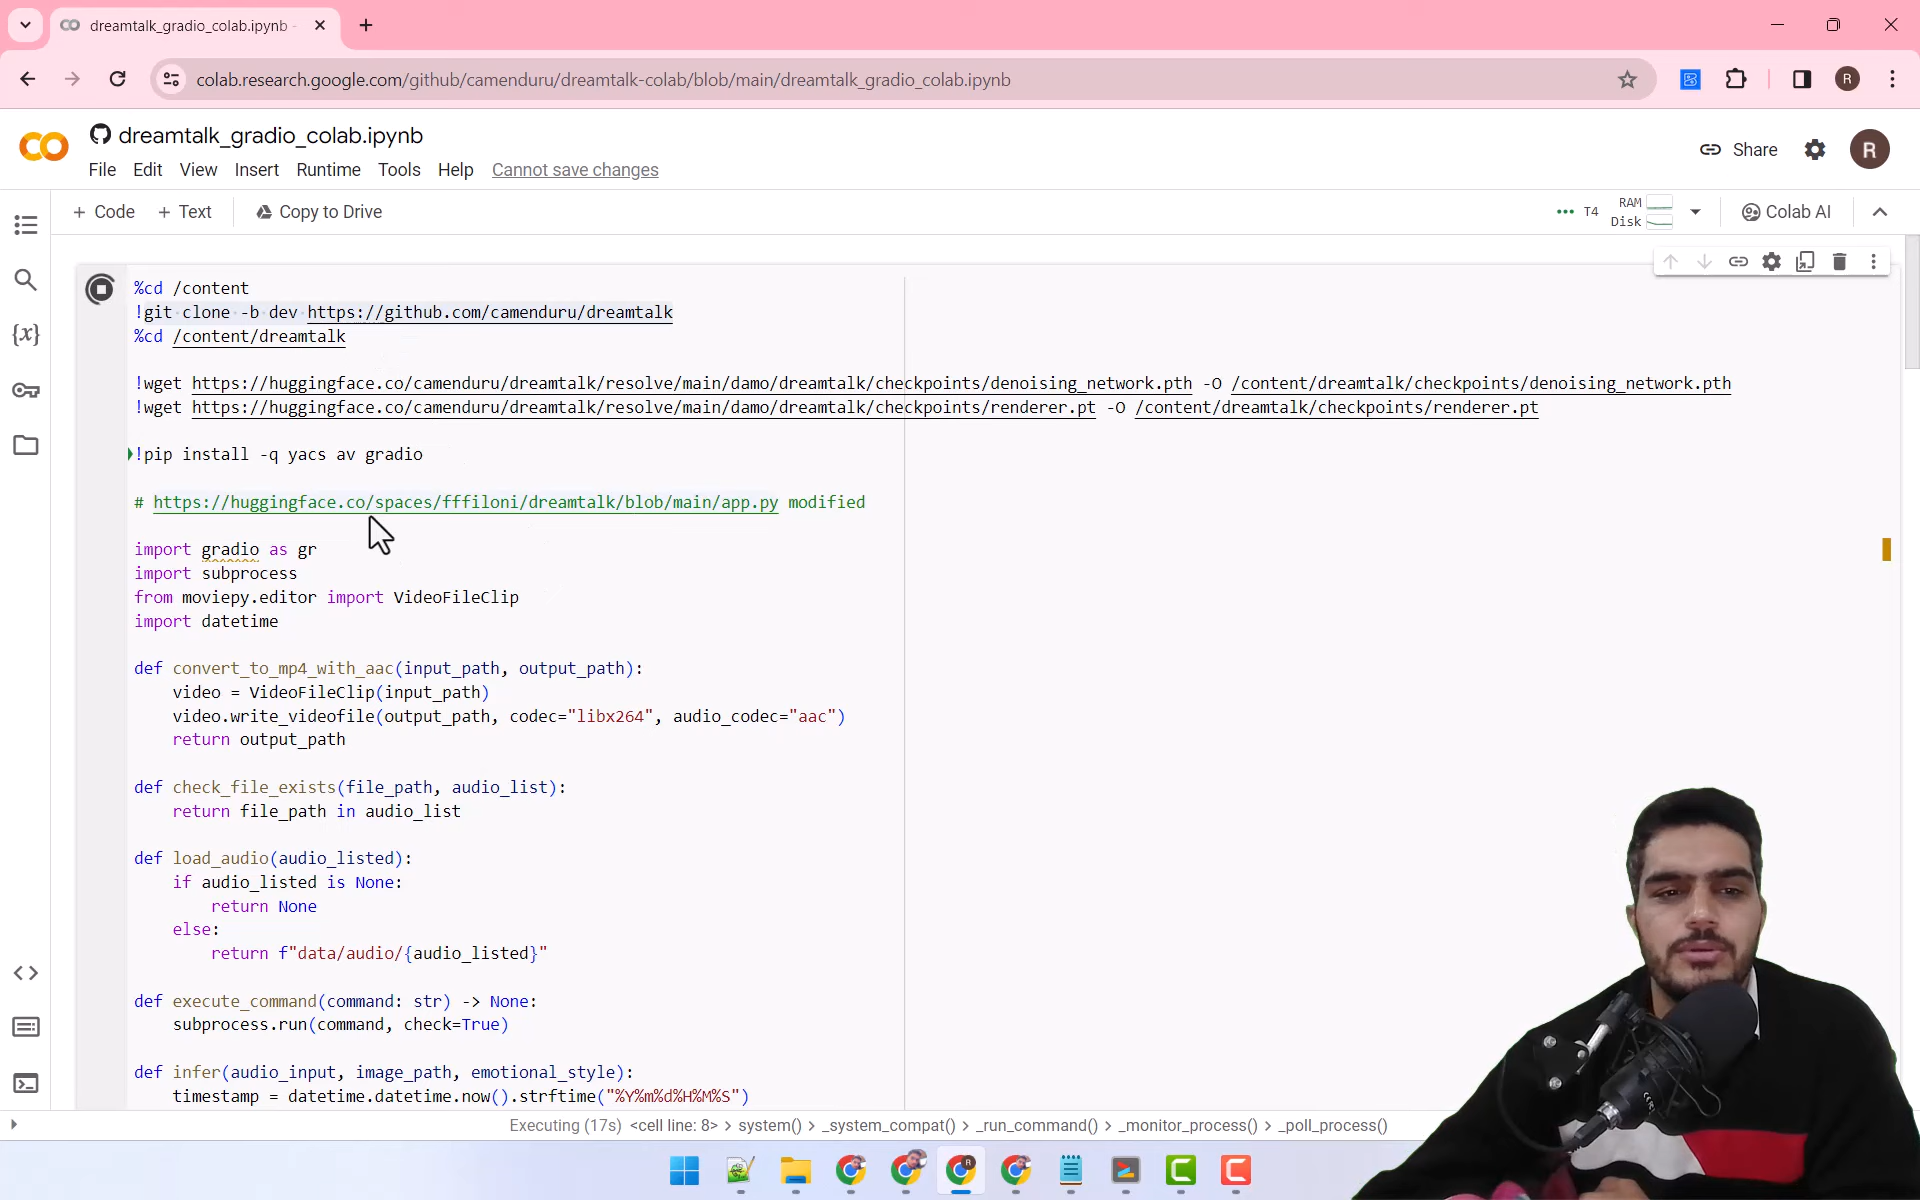 dreamtalk_gradio_colab.ipynb -
colab.research.google.com/github/camenduru/dreamtalk-colab/blob/main/dreamtalk_gradio_colab.ipynb
R
dreamtalk_gradio_colab.ipynb
File Edit View Insert Runtime Tools Help Cannot save changes
Share
R
+ Code + Text Copy to Drive
T4 RAM Disk
Colab AI
%cd /content
!git clone -b dev https://github.com/camenduru/dreamtalk
%cd /content/dreamtalk
!wget https://huggingface.co/camenduru/dreamtalk/resolve/main/damo/dreamtalk/checkpoints/denoising_network.pth -O /content/dreamtalk/checkpoints/denoising_network.pth
!wget https://huggingface.co/camenduru/dreamtalk/resolve/main/damo/dreamtalk/checkpoints/renderer.pt -O /content/dreamtalk/checkpoints/renderer.pt
!pip install -q yacs av gradio
# https://huggingface.co/spaces/fffiloni/dreamtalk/blob/main/app.py modified
import gradio as gr
import subprocess
from moviepy.editor import VideoFileClip
import datetime
def convert_to_mp4_with_aac(input_path, output_path):
video = VideoFileClip(input_path)
video.write_videofile(output_path, codec="libx264", audio_codec="aac")
return output_path
def check_file_exists(file_path, audio_list):
return file_path in audio_list
def load_audio(audio_listed):
if audio_listed is None:
return None
else:
return f"data/audio/{audio_listed}"
def execute_command(command: str) -> None:
subprocess.run(command, check=True)
def infer(audio_input, image_path, emotional_style):
timestamp = datetime.datetime.now().strftime("%Y%m%d%H%M%S")
Executing (17s) <cell line: 8> > system() > _system_compat() > _run_command() > _monitor_process() > _poll_process()